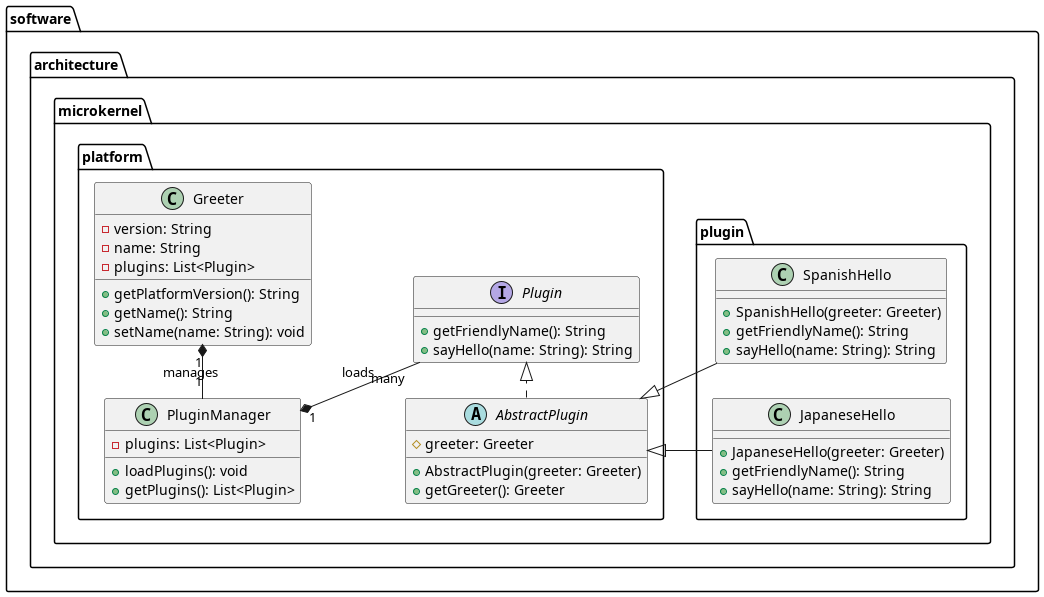 software
architecture
microkernel
platform
C Greeter
version: String
name: String
plugins: List<Plugin>
getPlatformVersion(): String
getName(): String
setName(name: String): void
1
manages
1
C PluginManager
plugins: List<Plugin>
loadPlugins(): void
getPlugins(): List<Plugin>
I Plugin
getFriendlyName(): String
sayHello(name: String): String
loads
many
1
A AbstractPlugin
greeter: Greeter
AbstractPlugin(greeter: Greeter)
getGreeter(): Greeter
plugin
C SpanishHello
SpanishHello(greeter: Greeter)
getFriendlyName(): String
sayHello(name: String): String
C JapaneseHello
JapaneseHello(greeter: Greeter)
getFriendlyName(): String
sayHello(name: String): String